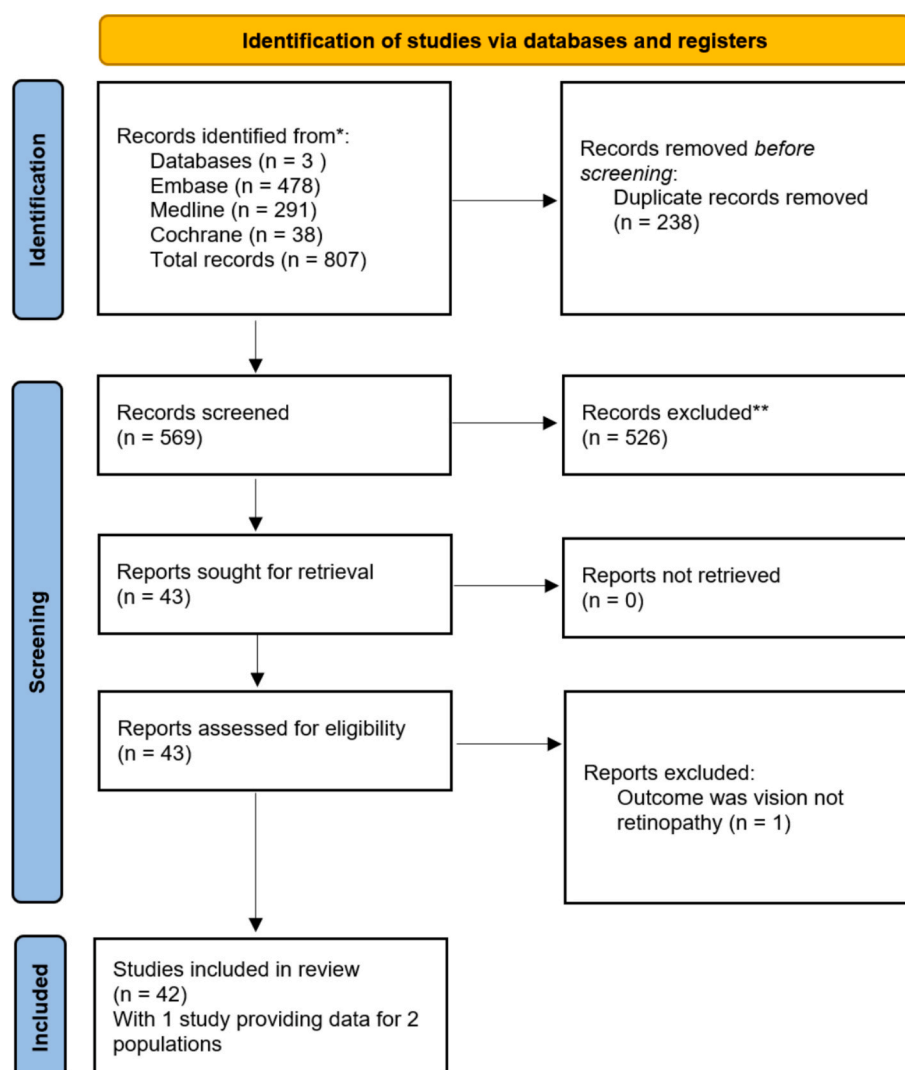 Identification of studies via databases and registers
Identification
Records identified from*:
Databases (n = 3 )
Embase = 478)
Medline = 291)
Cochrane = 38)
Total records (n = 807)
Records removed before
screening:
Duplicate records removed
(n = 238)
Screening
Records screened
(n = 569)
Records excluded**
(n = 526)
Reports sought for retrieval
(n = 43)
Reports not retrieved
(n = 0)
Reports assessed for eligibility
(n = 43)
Reports excluded:
Outcome was vision not
retinopathy (n = 1)
Included
Studies included in review
(n = 42)
With 1 study providing data for 2
populations